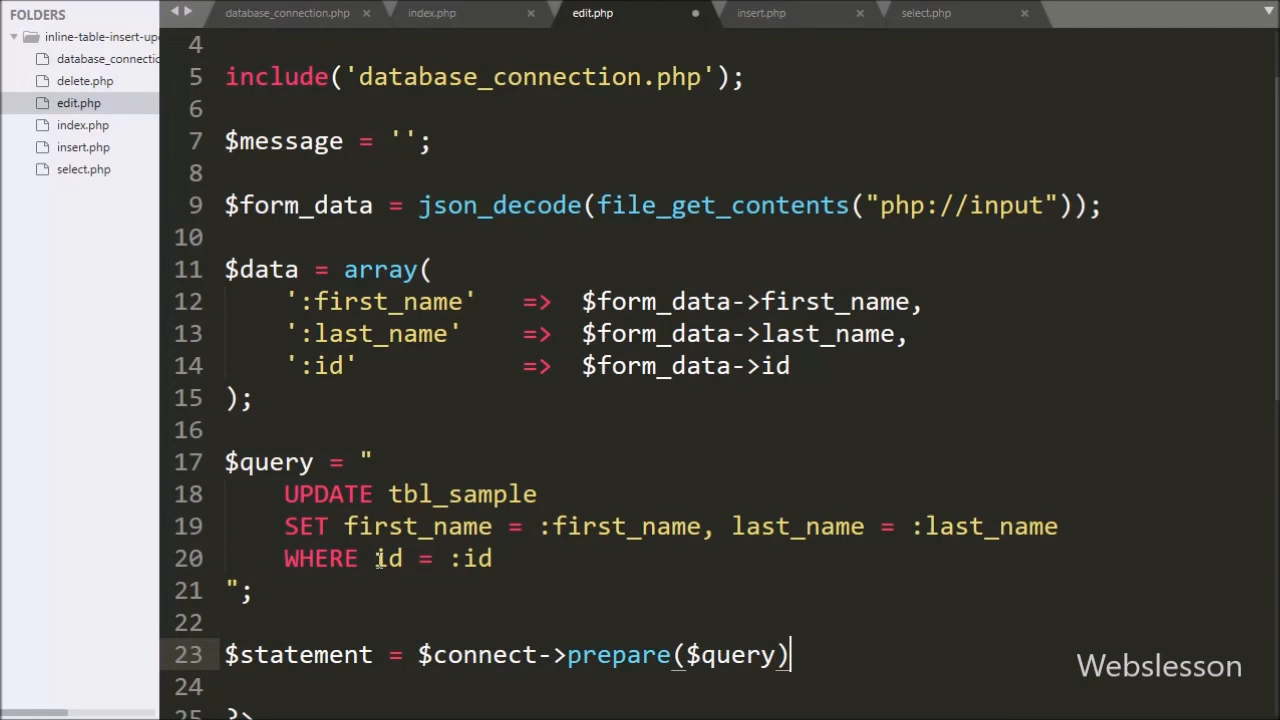 FOLDERS
inline-table-insert-upd
database_connectio
delete.php
edit.php
index.php
insert.php
select.php
database_connection.php × index.php × edit.php insert.php × select.php ×
4
5 include('database_connection.php');
6
7 $message = '';
8
9 $form_data = json_decode(file_get_contents("php://input"));
10
11 $data = array(
12 ':first_name' => $form_data->first_name,
13 ':last_name' => $form_data->last_name,
14 ':id' => $form_data->id
15 );
16
17 $query = "
18 UPDATE tbl_sample
19 SET first_name = :first_name, last_name = :last_name
20 WHERE id = :id
21 ";
22
23 $statement = $connect->prepare($query)
24
25 ?>
Webslesson